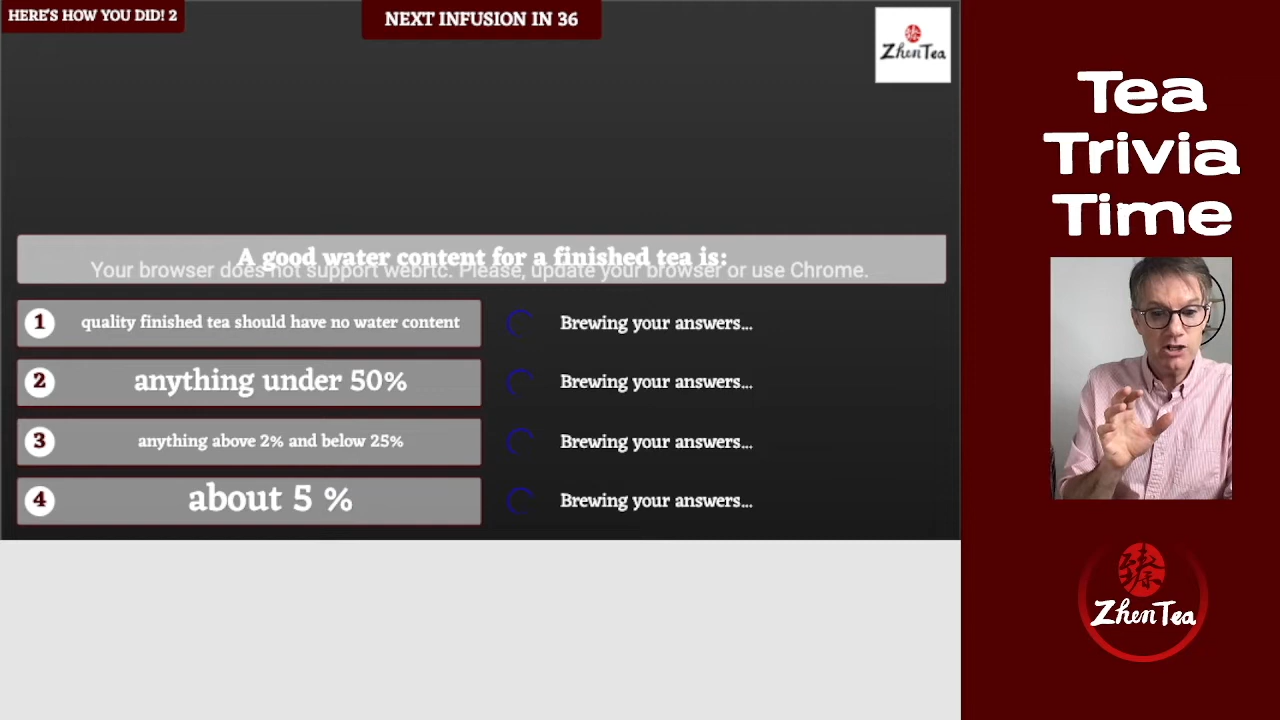 HERE'S HOW YOU DID! 2
NEXT INFUSION IN 36
臻
ZhenTea
Tea
Trivia
Time
A good water content for a finished tea is:
Your browser does not support webrtc. Please, update your browser or use Chrome.
1 quality finished tea should have no water content
Brewing your answers...
2 anything under 50%
Brewing your answers...
3 anything above 2% and below 25%
Brewing your answers...
4 about 5 %
Brewing your answers...
臻
ZhenTea